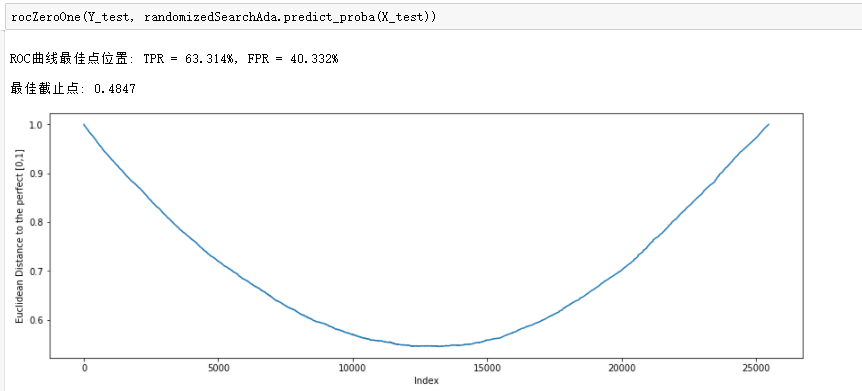 rocZeroOne(Y_test, randomizedSearchAda.predict_proba(X_test))
ROC曲线最佳点位置: TPR = 63.314%, FPR = 40.332%
最佳截止点: 0.4847
Euclidean Distance to the perfect [0,1]
1.0
0.9
0.8
0.7
0.6
0 5000 10000 15000 20000 25000
Index